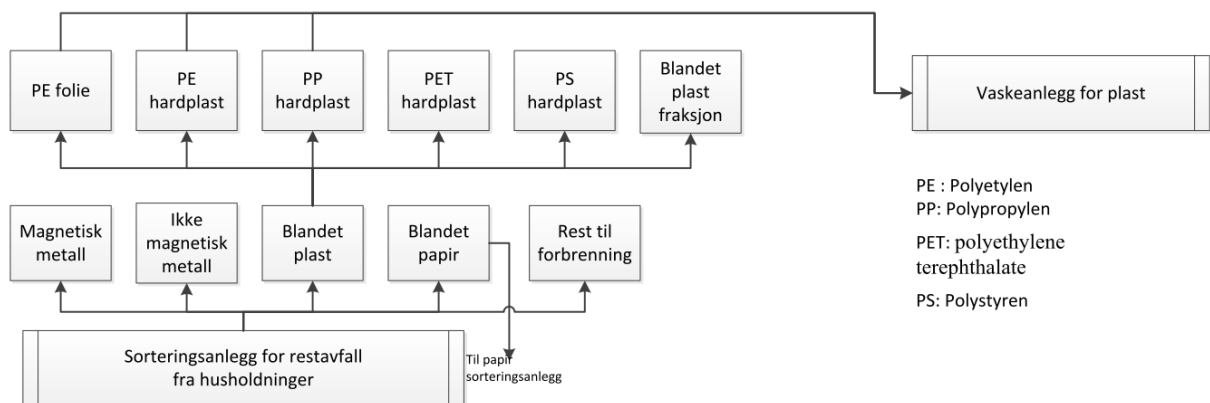 PE folie
PE
hardplast
PP
hardplast
PET
hardplast
PS
hardplast
Blandet
plast
fraksjon
Vaskeanlegg for plast
PE : Polyetylen
PP: Polypropylen
PET: polyethylene
terephthalate
PS: Polystyren
Magnetisk
metall
Ikke
magnetisk
metall
Blandet
plast
Blandet
papir
Rest til
forbrenning
Sorteringsanlegg for restavfall
fra husholdninger
Til papir
sorteringsanlegg